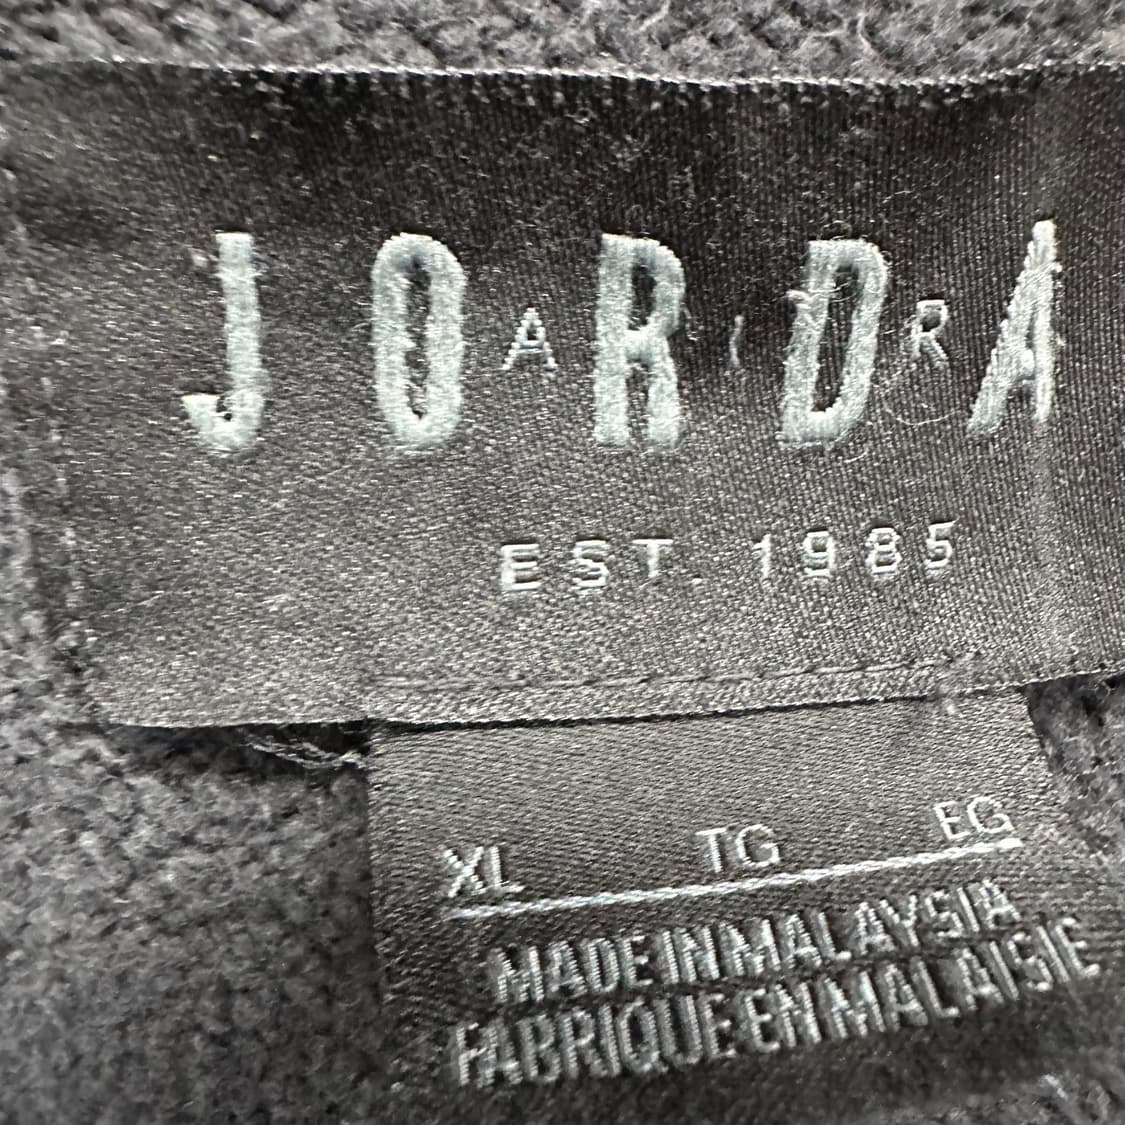 JORDA
AIR
EST. 1985
XL TG EG
MADE IN MALAYSIA
FABRIQUE EN MALAISIE